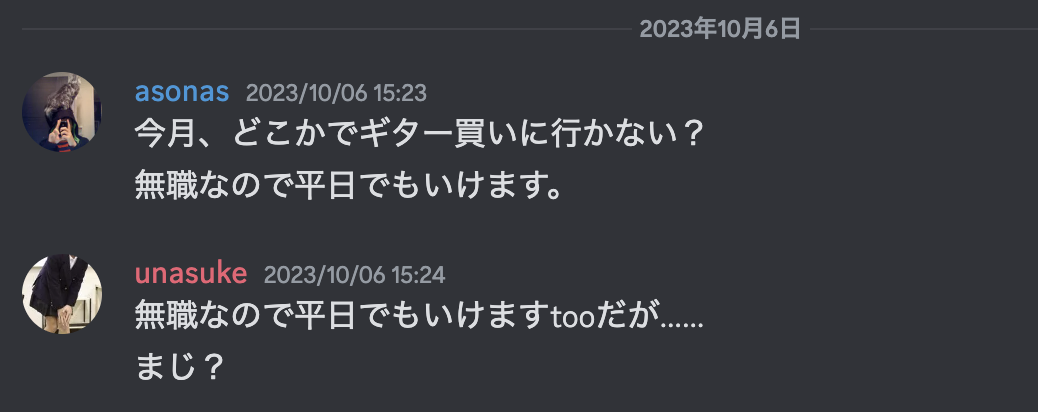 2023年10月6日
asonas 2023/10/06 15:23
今月、どこかでギター買いに行かない？
無職なので平日でもいけます。
unasuke 2023/10/06 15:24
無職なので平日でもいけますtooだが......
まじ？